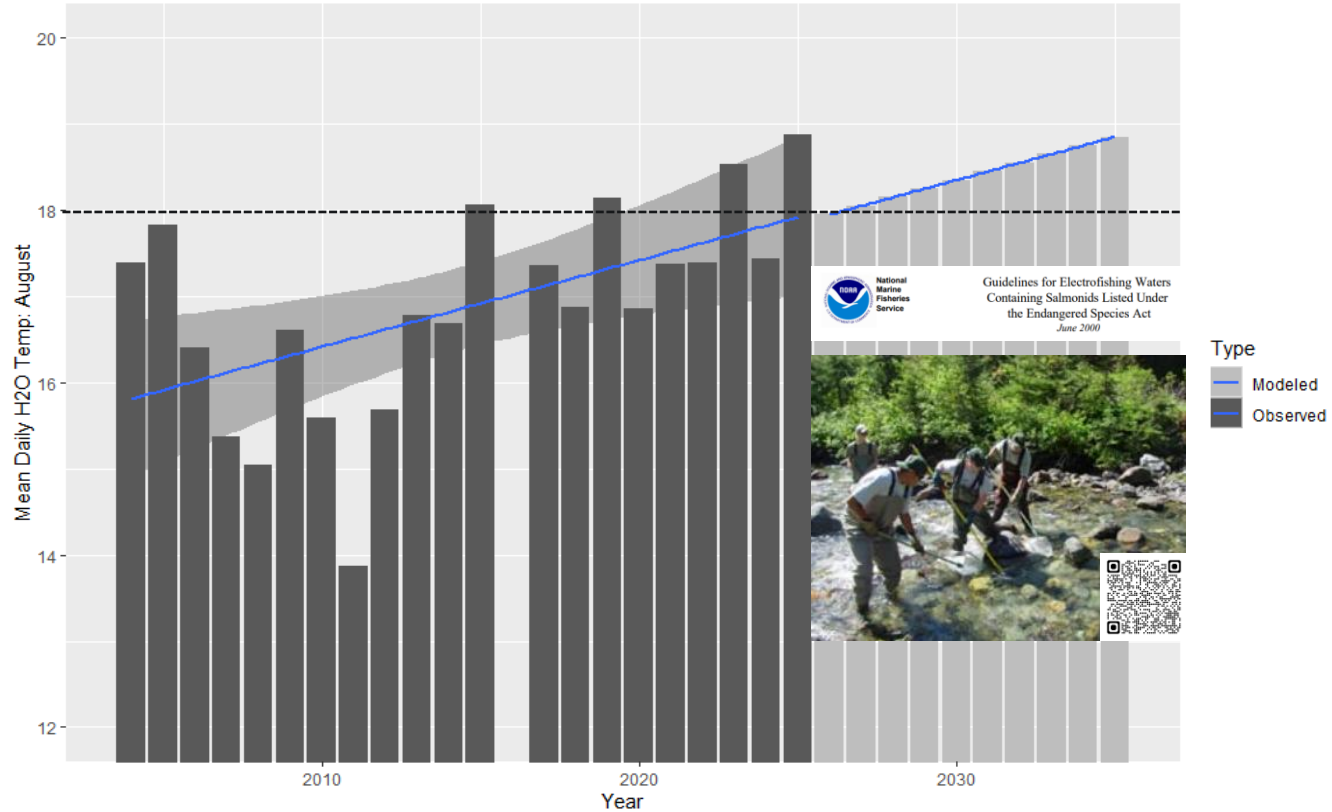 20
18
16
14
12
Mean Daily H2O Temp: August
2010
2020
2030
Year
NOAA
National
Marine
Fisheries
Service
Guidelines for Electrofishing Waters
Containing Salmonids Listed Under
the Endangered Species Act
June 2000
Type
Modeled
Observed